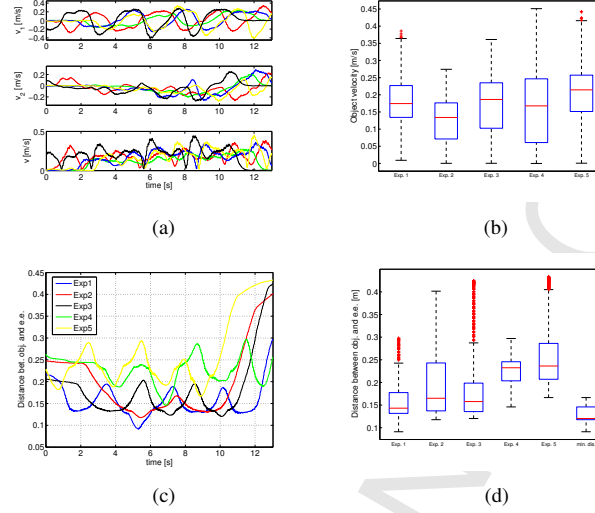 v₁ [m/s]
0.4
0.2
0
−0.2
−0.4
0 2 4 6 8 10 12
v₂ [m/s]
0.2
0
−0.2
0 2 4 6 8 10 12
v [m/s]
0.5
0
0 2 4 6 8 10 12
time [s]
(a)
Object velocity [m/s]
0.45
0.4
0.35
0.3
0.25
0.2
0.15
0.1
0.05
0
Exp. 1 Exp. 2 Exp. 3 Exp. 4 Exp. 5
(b)
Distance bet. obj. and e.e.
0.45
0.4
0.35
0.3
0.25
0.2
0.15
0.1
0.05
Exp1
Exp2
Exp3
Exp4
Exp5
0 2 4 6 8 10 12
time [s]
(c)
Distance between obj. and e.e. [m]
0.4
0.35
0.3
0.25
0.2
0.15
0.1
Exp. 1 Exp. 2 Exp. 3 Exp. 4 Exp. 5 min. dis.
(d)